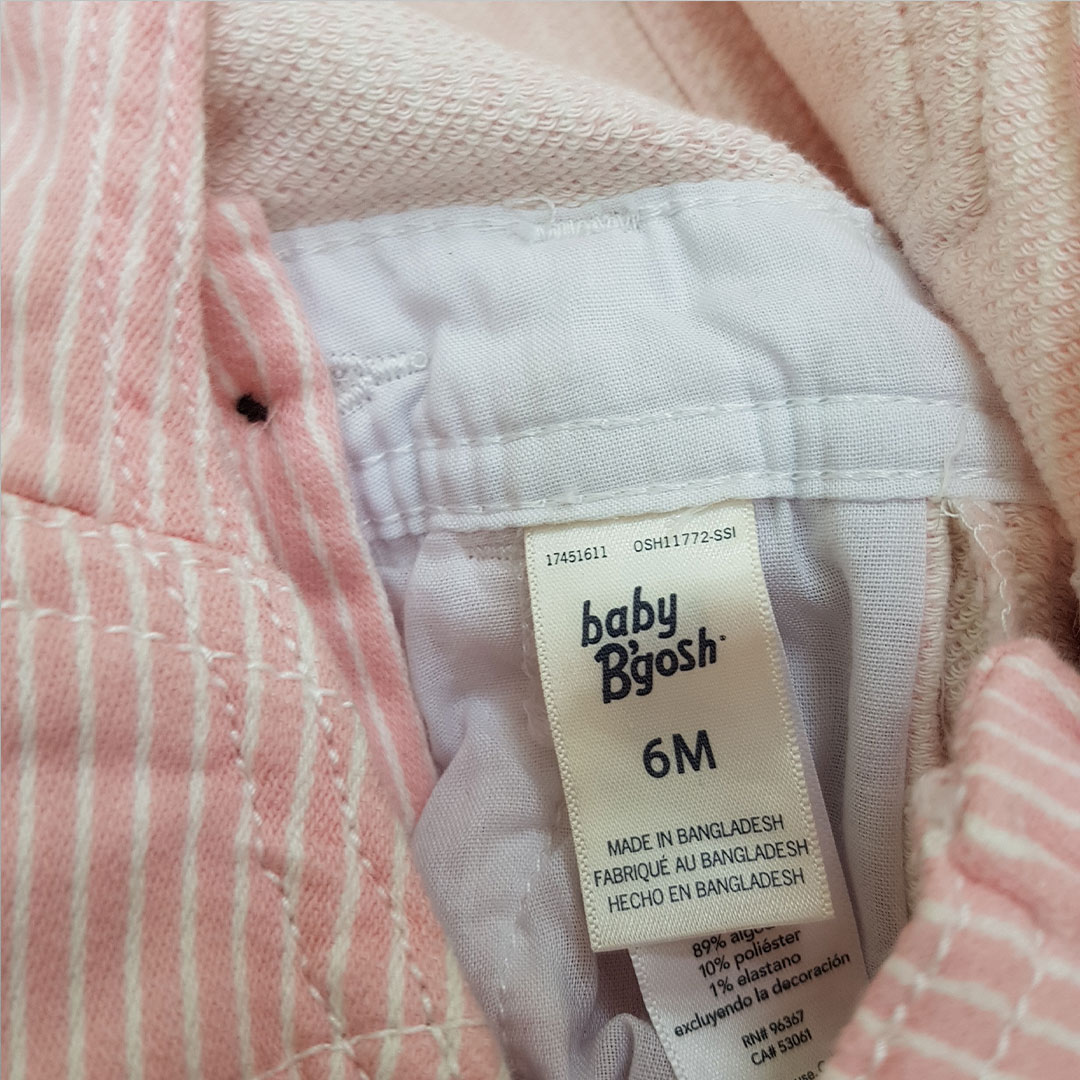 17451611 OSH11772-SSI
baby
B'gosh
6M
MADE IN BANGLADESH
FABRIQUÉ AU BANGLADESH
HECHO EN BANGLADESH
89%
10% poliéster
1% elastano
excluyendo la decoración
RN# 96367
CA# 53061